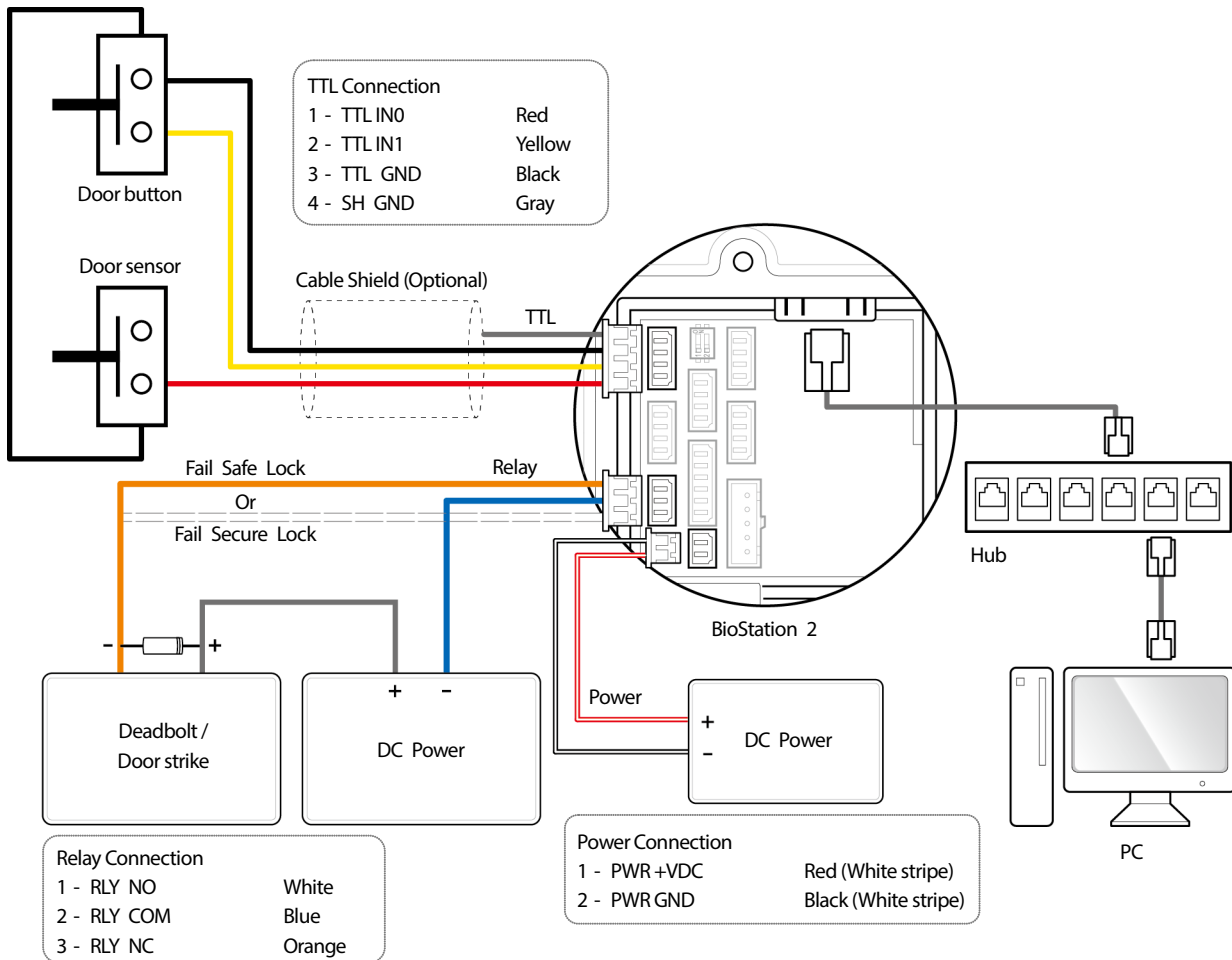 TTL Connection
1 - TTL IN0 Red
2 - TTL IN1 Yellow
3 - TTL GND Black
4 - SH GND Gray
Door button
Door sensor
Cable Shield (Optional)
TTL
Fail Safe Lock
Relay
Or
Fail Secure Lock
Hub
BioStation 2
- +
+ -
Deadbolt /
Door strike
DC Power
Power
+
-
DC Power
PC
Relay Connection
1 - RLY NO White
2 - RLY COM Blue
3 - RLY NC Orange
Power Connection
1 - PWR +VDC Red (White stripe)
2 - PWR GND Black (White stripe)